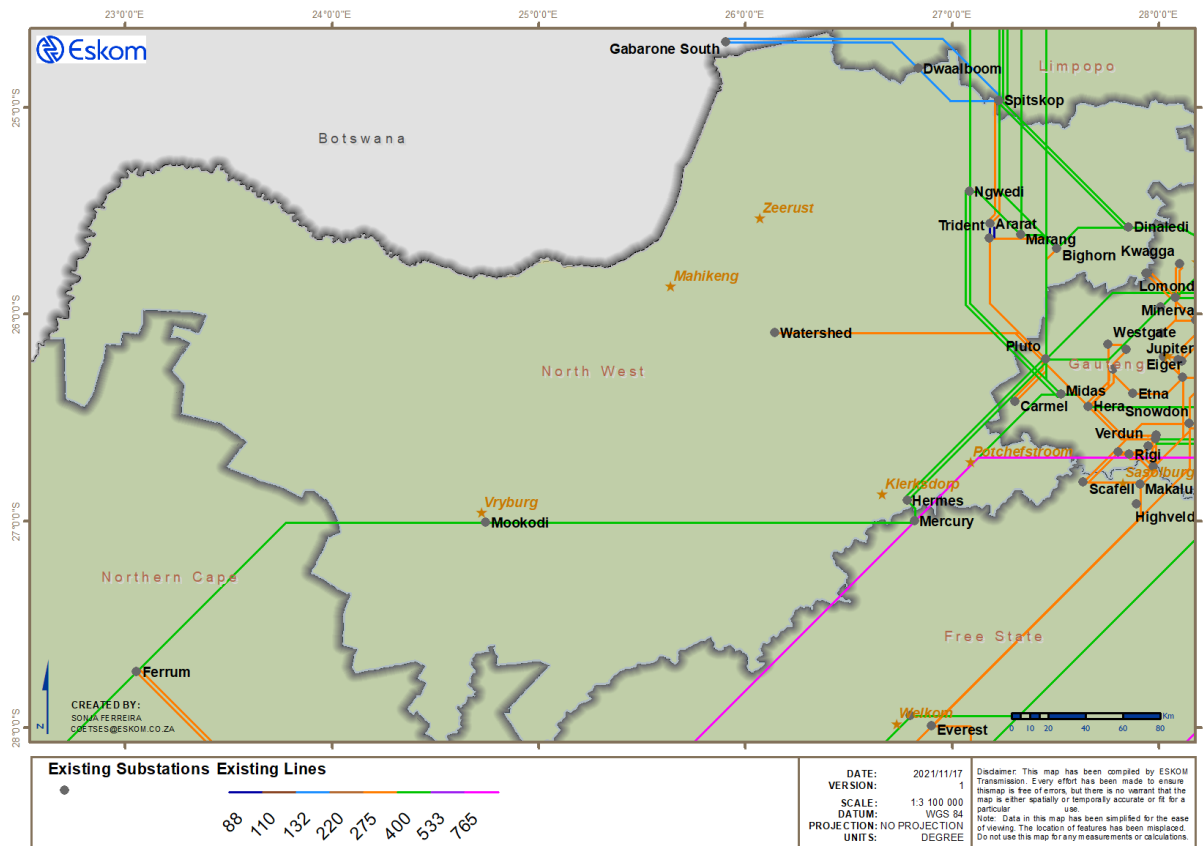 23°0'0"E 24°0'0"E 25°0'0"E 26°0'0"E 27°0'0"E 28°0'0"E
Eskom
Gabarone South
Dwaalboom
Limpopo
25°0'0"S
Spitskop
Botswana
Ngwedi
Zeerust
Trident
Ararat
Marang
Dinaledi
Bighorn
Kwagga
Mahikeng
Lomond
26°0'0"S
Minerva
Watershed
Westgate
Pluto
Jupiter
Gauteng
Eiger
North West
Midas
Etna
Carmel
Hera
Snowdon
Verdun
Potchefstroom
Rigi
Sasolburg
Klerksdorp
Scafell
Makalu
Vryburg
Hermes
Highveld
27°0'0"S
Mookodi
Mercury
Northern Cape
Free State
Ferrum
CREATED BY:
SONJA FERREIRA
COETSES@ESKOM.CO.ZA
Z
Welkom
Everest
Km
0 10 20 40 60 80
28°0'0"S
Existing Substations Existing Lines
88 110 132 220 275 400 533 765
DATE: 2021/11/17
VERSION: 1
SCALE: 1:3 100 000
DATUM: WGS 84
PROJECTION: NO PROJECTION
UNITS: DEGREE
Disclaimer: This map has been compiled by ESKOM
Transmission. Every effort has been made to ensure
thismap is free of errors, but there is no warrant that the
map is either spatially or temporally accurate or fit for a
particular use.
Note: Data in this map has been simplified for the ease
of viewing. The location of features has been misplaced.
Do not use this map for any measurements or calculations.